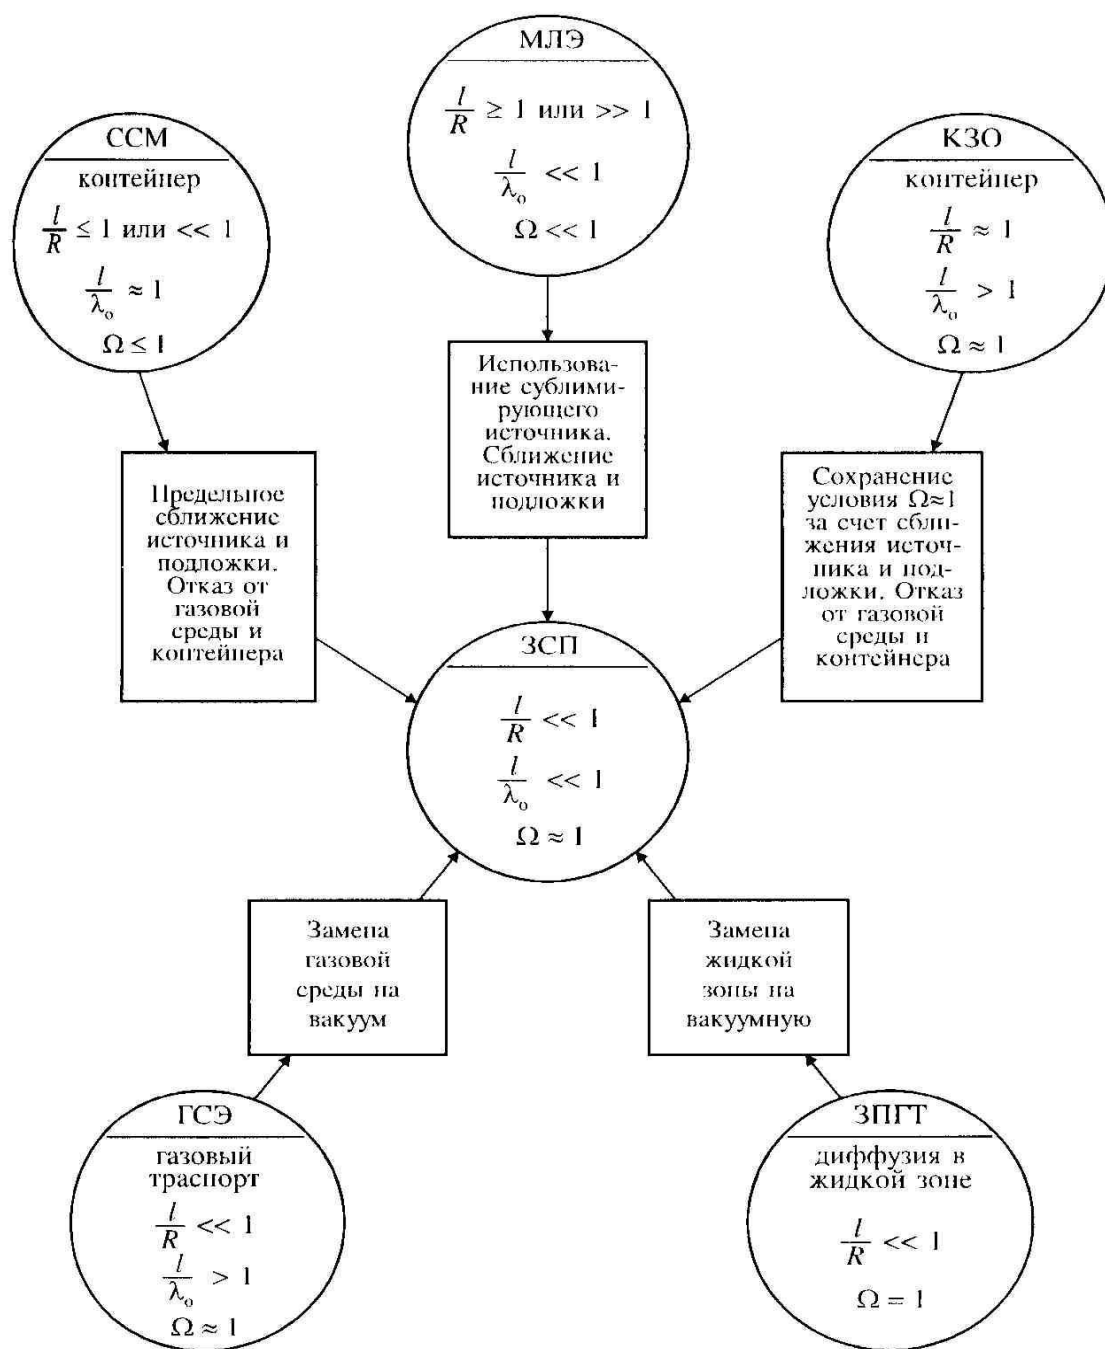 МЛЭ
l/R ≥ 1 или >> 1
l/λ₀ << 1
Ω << 1
ССМ
контейнер
l/R ≤ 1 или << 1
l/λ₀ ≈ 1
Ω ≤ 1
КЗО
контейнер
l/R ≈ 1
l/λ₀ > 1
Ω ≈ 1
Предельное
сближение
источника и
подложки.
Отказ от
газовой
среды и
контейнера
Использова-
ние сублими-
рующего
источника.
Сближение
источника и
подложки
Сохранение
условия Ω≈1
за счет сбли-
жения источ-
ника и под-
ложки. Отказ
от газовой
среды и
контейнера
ЗСП
l/R << 1
l/λ₀ << 1
Ω ≈ 1
Замена
газовой
среды на
вакуум
Замена
жидкой
зоны на
вакуумную
ГСЭ
газовый
траспорт
l/R << 1
l/λ₀ > 1
Ω ≈ 1
ЗПГТ
диффузия в
жидкой зоне
l/R << 1
Ω = 1